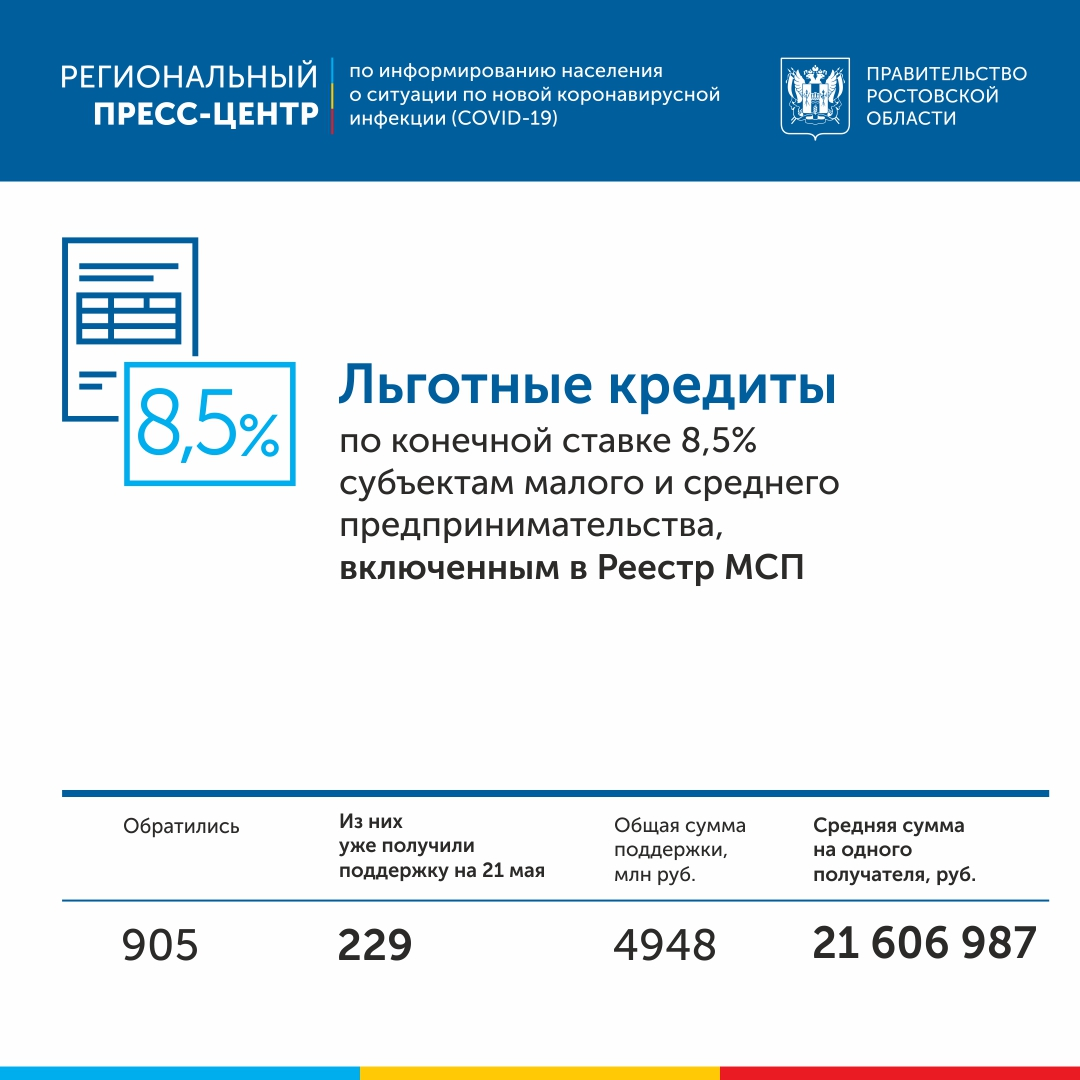 РЕГИОНАЛЬНЫЙ
ПРЕСС-ЦЕНТР
по информированию населения
о ситуации по новой коронавирусной
инфекции (COVID-19)
ПРАВИТЕЛЬСТВО
РОСТОВСКОЙ
ОБЛАСТИ
8,5%
Льготные кредиты
по конечной ставке 8,5%
субъектам малого и среднего
предпринимательства,
включенным в Реестр МСП
Обратились
Из них
уже получили
поддержку на 21 мая
Общая сумма
поддержки,
млн руб.
Средняя сумма
на одного
получателя, руб.
905
229
4948
21 606 987